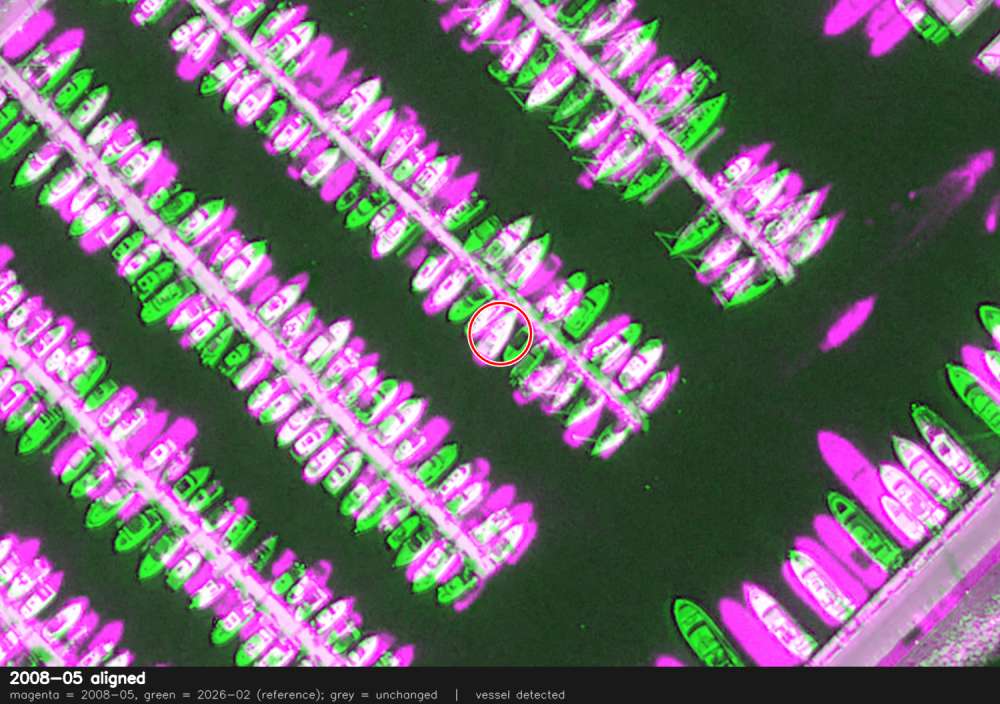 2008-05 aligned
magenta = 2008-05, green = 2026-02 (reference); grey = unchanged | vessel detected